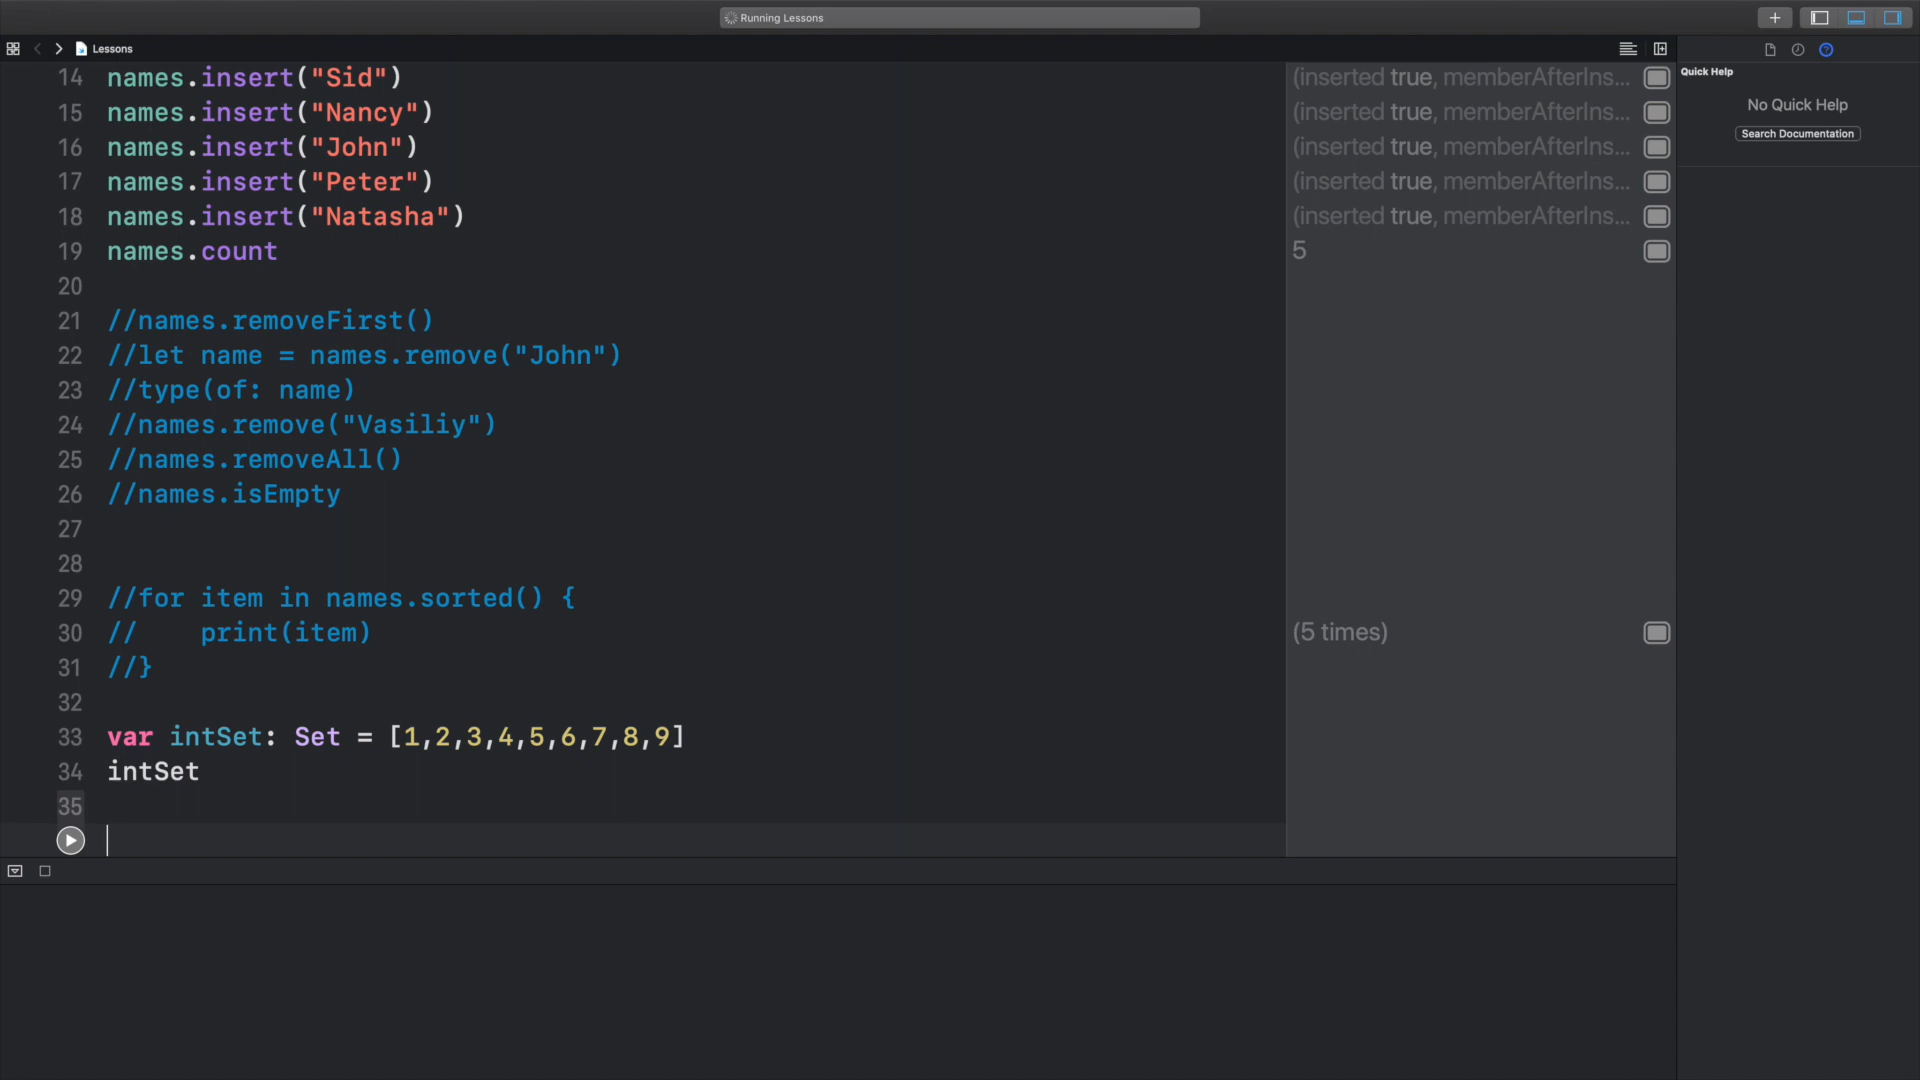 Running Lessons
Lessons
14 names.insert("Sid") (inserted true, memberAfterIns...
15 names.insert("Nancy") (inserted true, memberAfterIns...
16 names.insert("John") (inserted true, memberAfterIns...
17 names.insert("Peter") (inserted true, memberAfterIns...
18 names.insert("Natasha") (inserted true, memberAfterIns...
19 names.count 5
20
21 //names.removeFirst()
22 //let name = names.remove("John")
23 //type(of: name)
24 //names.remove("Vasiliy")
25 //names.removeAll()
26 //names.isEmpty
27
28
29 //for item in names.sorted() {
30 //    print(item) (5 times)
31 //}
32
33 var intSet: Set = [1,2,3,4,5,6,7,8,9]
34 intSet
35
Quick Help
No Quick Help
Search Documentation